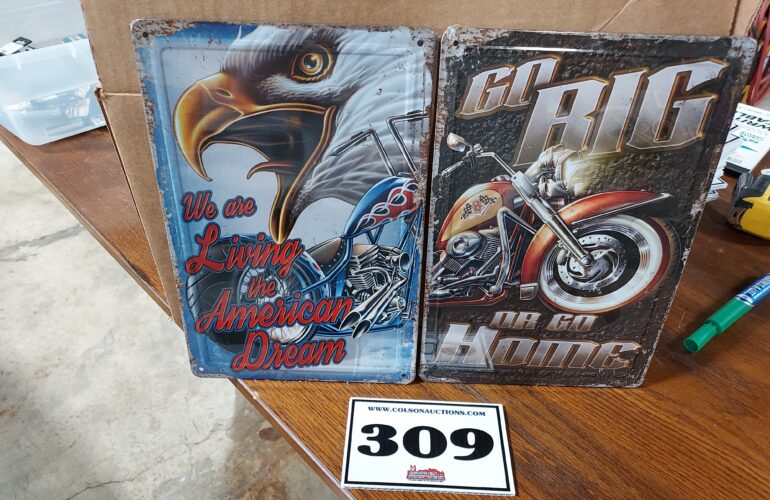 We are
Living
the
American
Dream
GO
BIG
OR GO
Home
WWW.COLSONAUCTIONS.COM
309